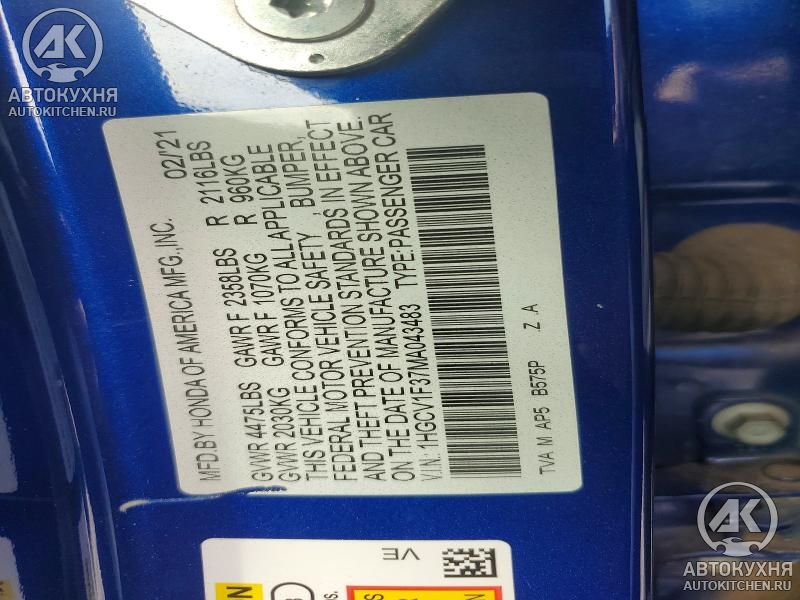 АК
АВТОКУХНЯ
AUTOKITCHEN.RU
MFD.BY HONDA OF AMERICA MFG.,INC. 02/'21
GVWR 4475LBS GAWR F 2358LBS R 2116LBS
GVWR 2030KG GAWR F 1070KG R 960KG
THIS VEHICLE CONFORMS TO ALL APPLICABLE
FEDERAL MOTOR VEHICLE SAFETY , BUMPER,
AND THEFT PREVENTION STANDARDS IN EFFECT
ON THE DATE OF MANUFACTURE SHOWN ABOVE.
V.I.N.: 1HGCV1F37MA043483 TYPE:PASSENGER CAR
TVA M AP5 B575P Z .A
VE
АК
АВТОКУХНЯ
AUTOKITCHEN.RU